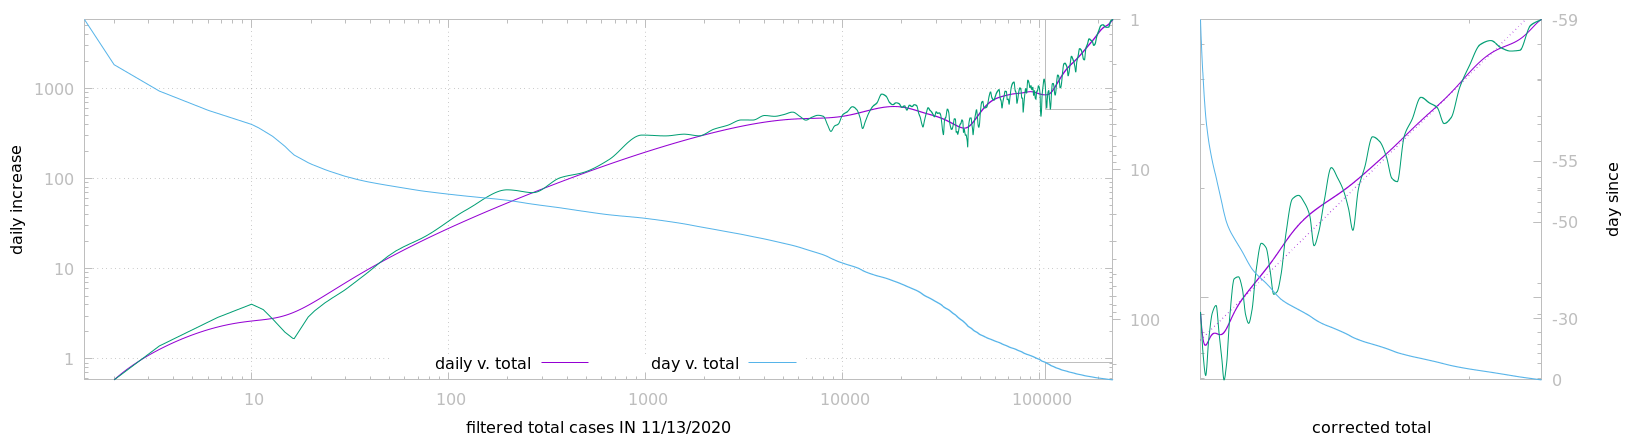 1
-59
1000
-55
100
10
daily increase
-50
day since
10
-30
100
1
daily v. total
day v. total
0
10
100
1000
10000
100000
filtered total cases IN 11/13/2020
corrected total